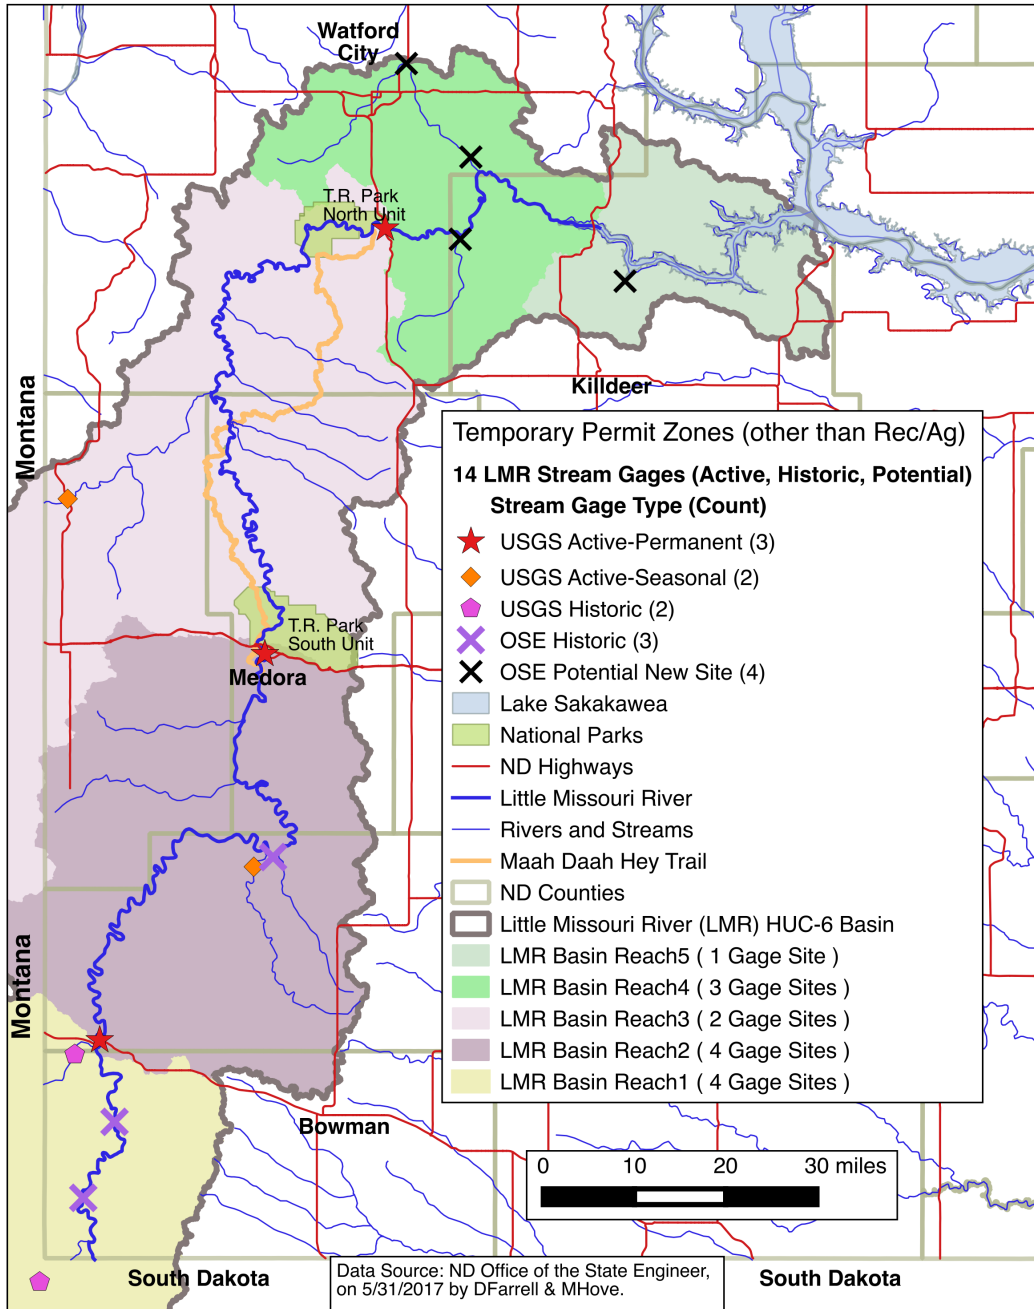 Watford
City
T.R. Park
North Unit
Killdeer
Montana
Temporary Permit Zones (other than Rec/Ag)
14 LMR Stream Gages (Active, Historic, Potential)
Stream Gage Type (Count)
USGS Active-Permanent (3)
USGS Active-Seasonal (2)
USGS Historic (2)
OSE Historic (3)
OSE Potential New Site (4)
Lake Sakakawea
National Parks
ND Highways
Little Missouri River
Rivers and Streams
Maah Daah Hey Trail
ND Counties
Little Missouri River (LMR) HUC-6 Basin
LMR Basin Reach5 ( 1 Gage Site )
LMR Basin Reach4 ( 3 Gage Sites )
LMR Basin Reach3 ( 2 Gage Sites )
LMR Basin Reach2 ( 4 Gage Sites )
LMR Basin Reach1 ( 4 Gage Sites )
T.R. Park
South Unit
Medora
Montana
Bowman
0 10 20 30 miles
South Dakota
Data Source: ND Office of the State Engineer,
on 5/31/2017 by DFarrell & MHove.
South Dakota